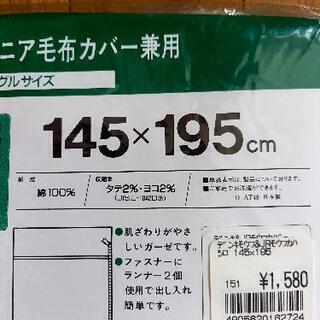 ニア毛布カバー兼用
グルサイズ
145×195cm
綿100%
タテ2%・ヨコ2%
肌ざわりがやさ
しいガーゼです。
ファスナーに
ランナー2個
使用で出し入れ
簡単です。
145×195
151 ¥1,580
4905620162724